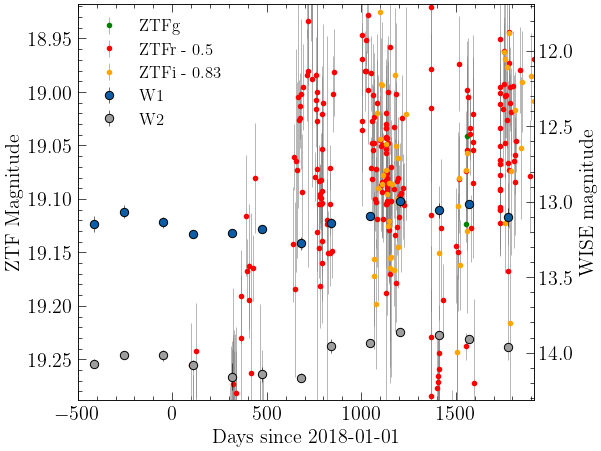 ZTFg
ZTFr - 0.5
ZTFi - 0.83
W1
W2
18.95
19.00
19.05
19.10
19.15
19.20
19.25
ZTF Magnitude
12.0
12.5
13.0
13.5
14.0
WISE magnitude
−500 0 500 1000 1500
Days since 2018-01-01